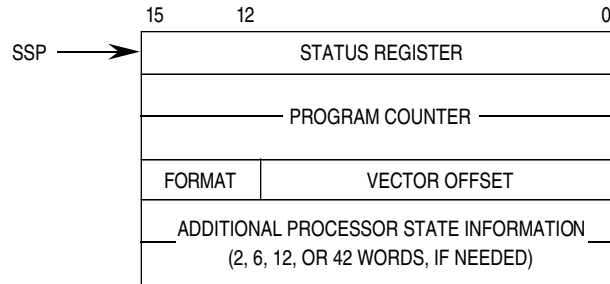 15 12 0
SSP STATUS REGISTER
PROGRAM COUNTER
FORMAT VECTOR OFFSET
ADDITIONAL PROCESSOR STATE INFORMATION
(2, 6, 12, OR 42 WORDS, IF NEEDED)